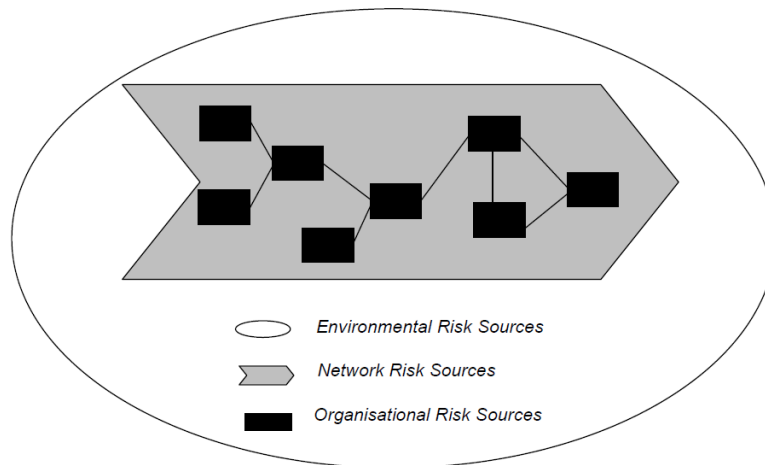 Environmental Risk Sources
Network Risk Sources
Organisational Risk Sources